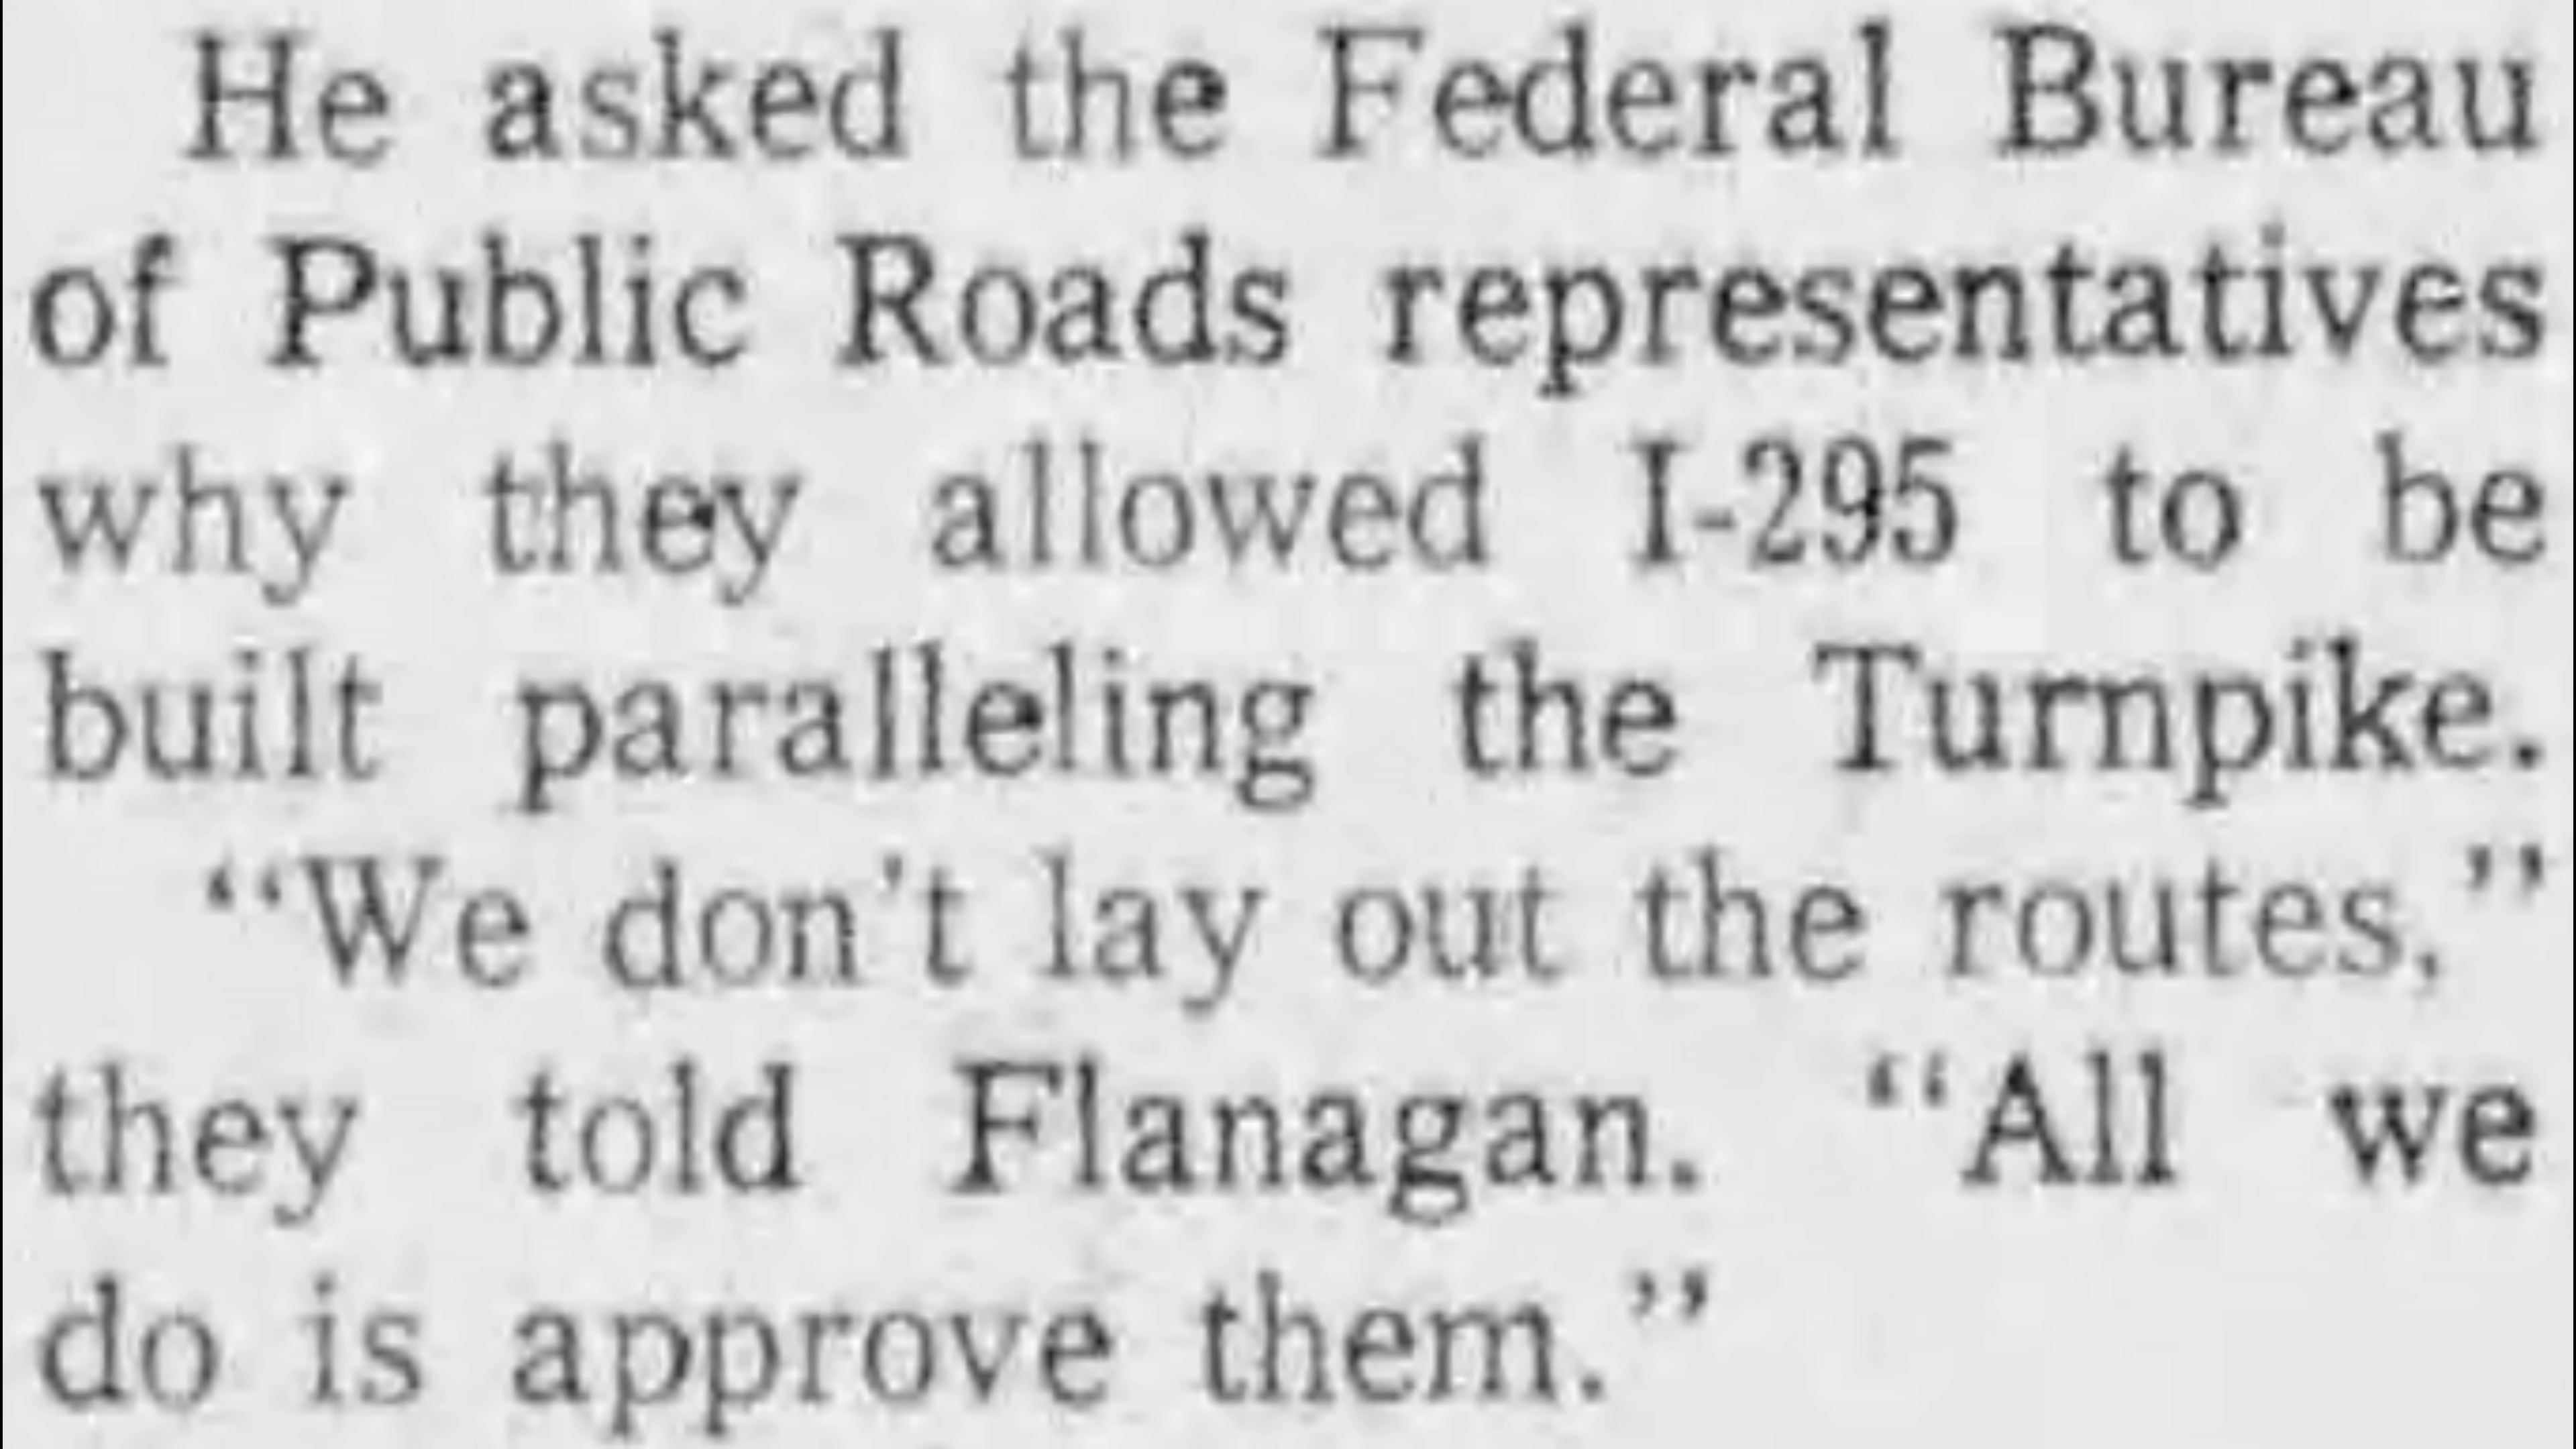 He asked the Federal Bureau
of Public Roads representatives
why they allowed I-295 to be
built paralleling the Turnpike.
“We don't lay out the routes,”
they told Flanagan. “All we
do is approve them.”